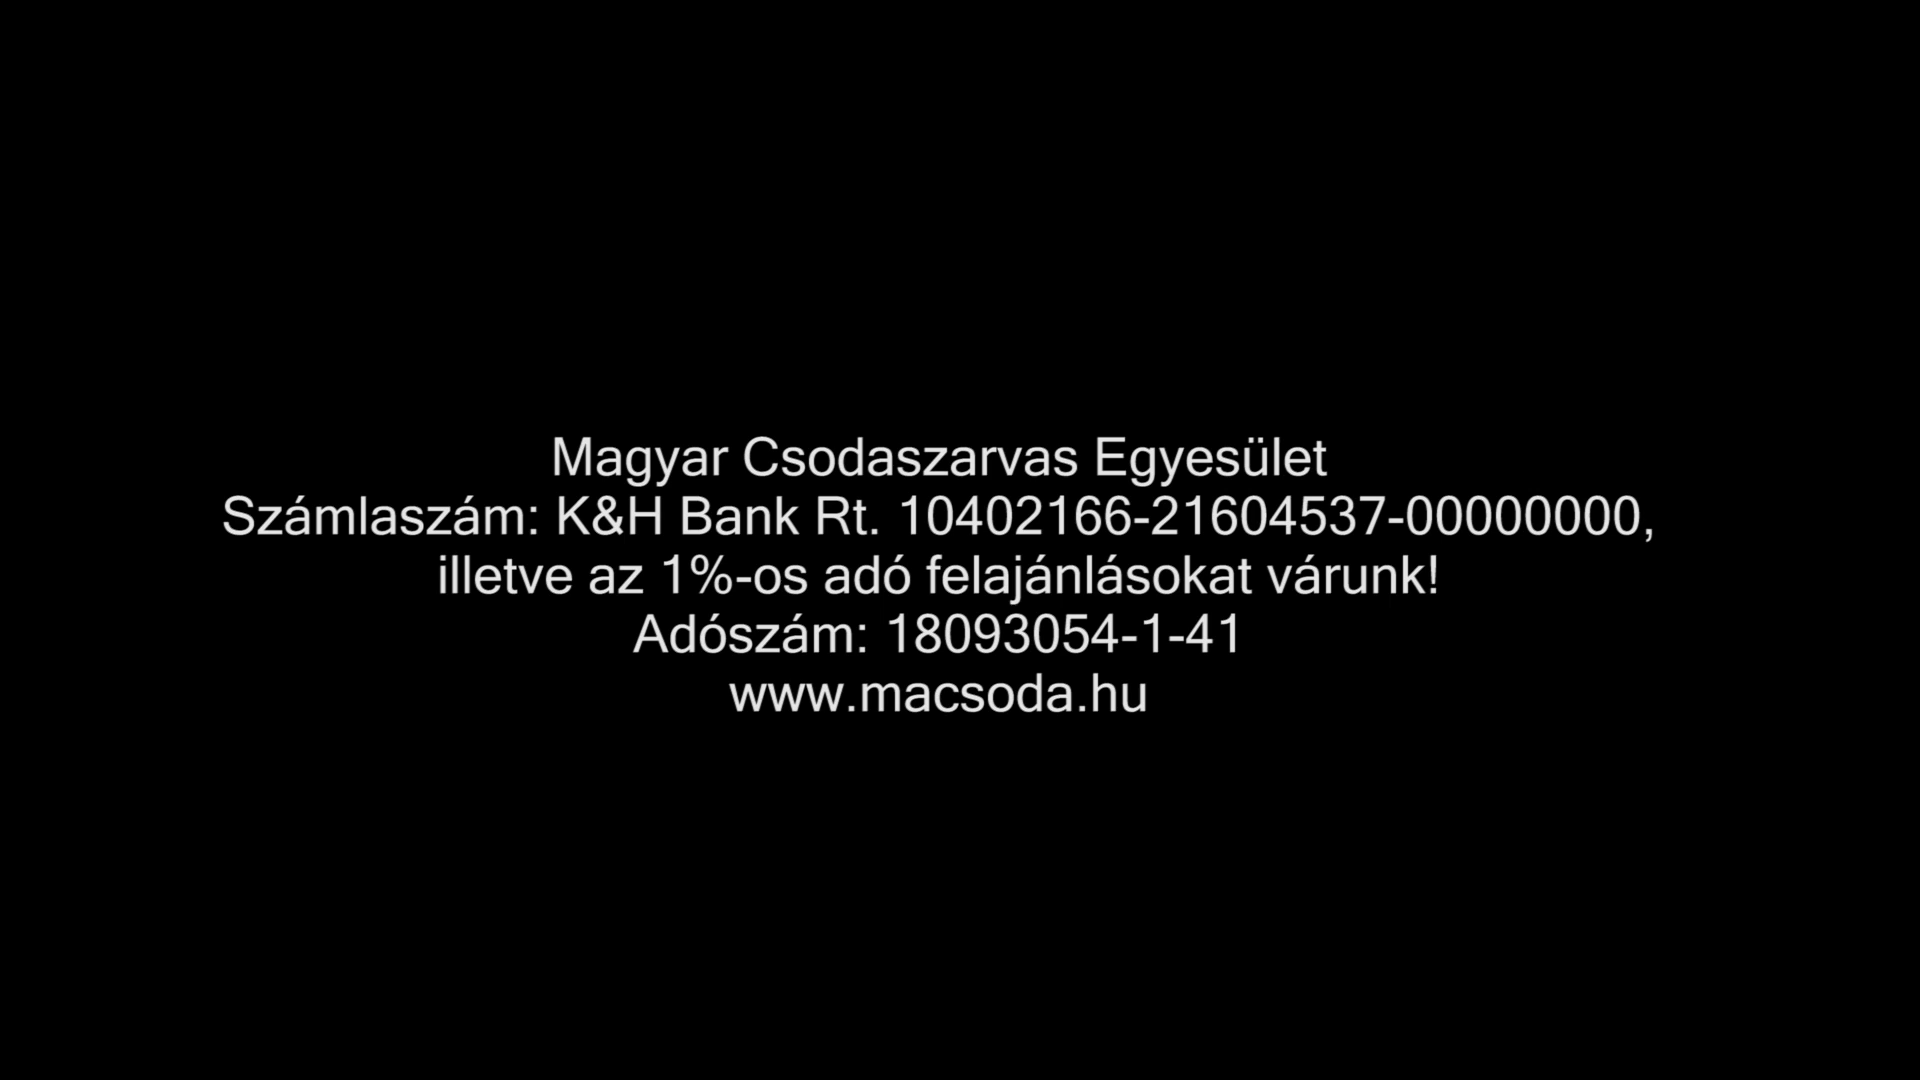 Magyar Csodaszarvas Egyesület
Számlaszám: K&H Bank Rt. 10402166-21604537-00000000,
illetve az 1%-os adó felajánlásokat várunk!
Adószám: 18093054-1-41
www.macsoda.hu